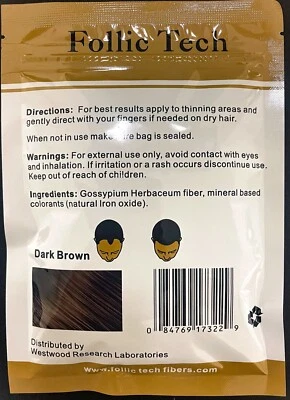 Follic Tech
Directions: For best results apply to thinning areas and
gently direct with your fingers if needed on dry hair.
When not in use make sure bag is sealed.
Warnings: For external use only, avoid contact with eyes
and inhalation. If irritation or a rash occurs discontinue use.
Keep out of reach of children.
Ingredients: Gossypium Herbaceum fiber, mineral based
colorants (natural Iron oxide).
Dark Brown
0 84769 17322 9
Distributed by
Westwood Research Laboratories
www.follictechfibers.com